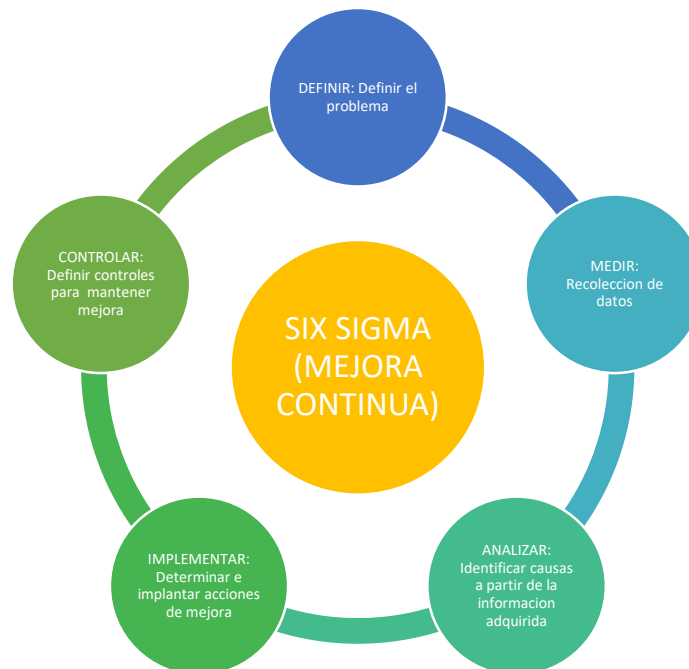 DEFINIR: Definir el
problema
MEDIR:
Recoleccion de
datos
ANALIZAR:
Identificar causas
a partir de la
informacion
adquirida
IMPLEMENTAR:
Determinar e
implantar acciones
de mejora
CONTROLAR:
Definir controles
para mantener
mejora
SIX SIGMA
(MEJORA
CONTINUA)